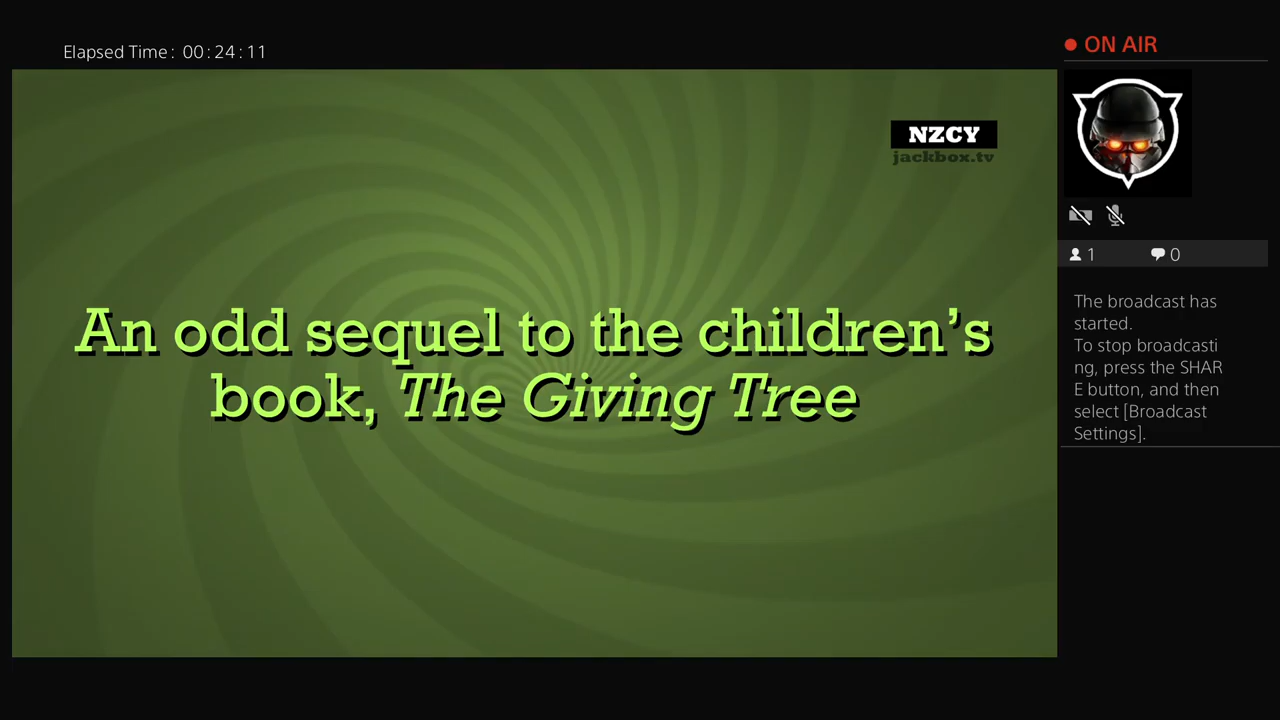 Elapsed Time: 00:24:11
ON AIR
NZCY
jackbox.tv
1
0
An odd sequel to the children's
book, The Giving Tree
The broadcast has
started.
To stop broadcasti
ng, press the SHAR
E button, and then
select [Broadcast
Settings].